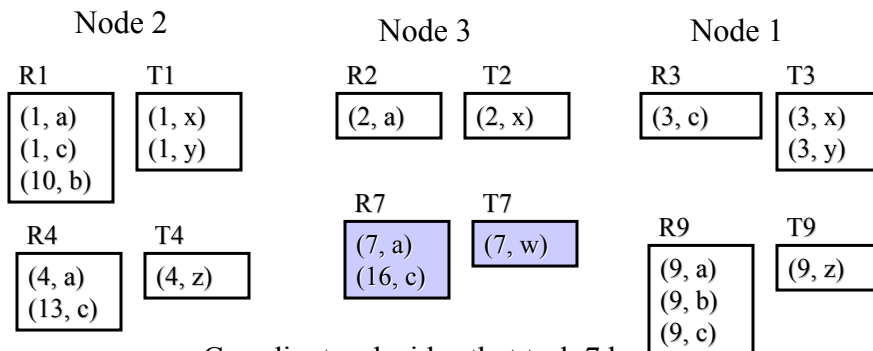 Node 2
Node 3
Node 1
R1
T1
R2
T2
R3
T3
(1, a)
(1, c)
(10, b)
(1, x)
(1, y)
(2, a)
(2, x)
(3, c)
(3, x)
(3, y)
R4
T4
R7
T7
R9
T9
(4, a)
(13, c)
(4, z)
(7, a)
(16, c)
(7, w)
(9, a)
(9, b)
(9, c)
(9, z)